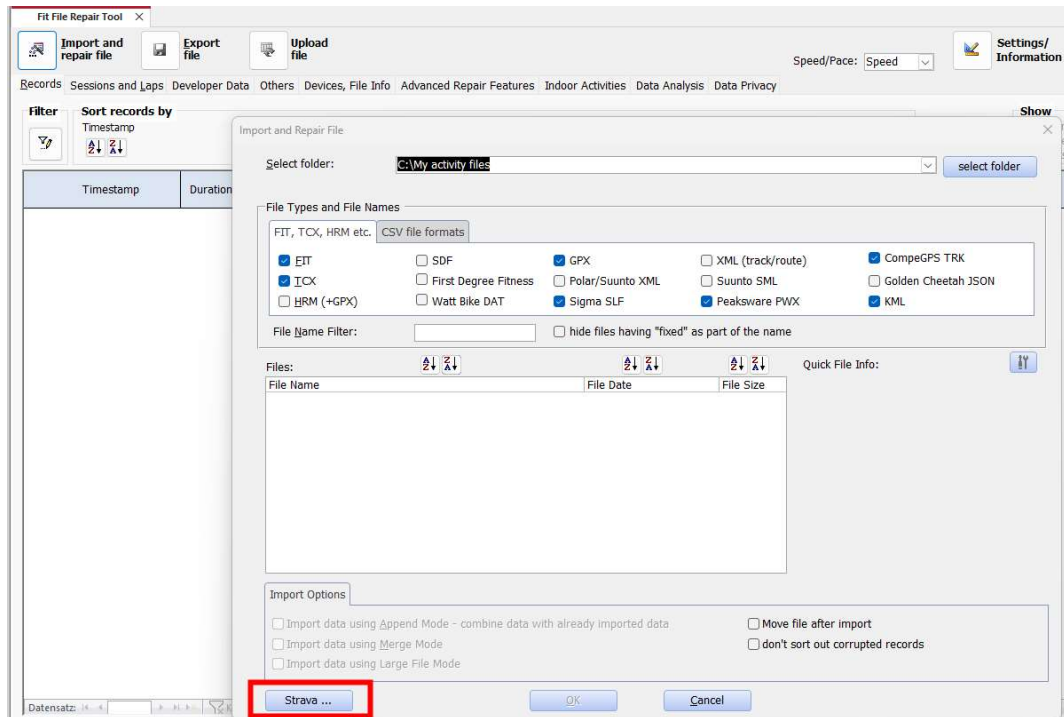 Fit File Repair Tool
Import and repair file
Export file
Upload file
Speed/Pace: Speed
Settings/ Information
Records Sessions and Laps Developer Data Others Devices, File Info Advanced Repair Features Indoor Activities Data Analysis Data Privacy
Filter Sort records by Show
Timestamp
Timestamp Duration
Import and Repair File
Select folder: C:\My activity files select folder
File Types and File Names
FIT, TCX, HRM etc. CSV file formats
FIT SDF GPX XML (track/route) CompeGPS TRK
TCX First Degree Fitness Polar/Suunto XML Suunto SML Golden Cheetah JSON
HRM (+GPX) Watt Bike DAT Sigma SLF Peaksware PWX KML
File Name Filter: hide files having "fixed" as part of the name
Files: Quick File Info:
File Name File Date File Size
Import Options
Import data using Append Mode - combine data with already imported data Move file after import
Import data using Merge Mode don't sort out corrupted records
Import data using Large File Mode
Strava ... OK Cancel
Datensatz: